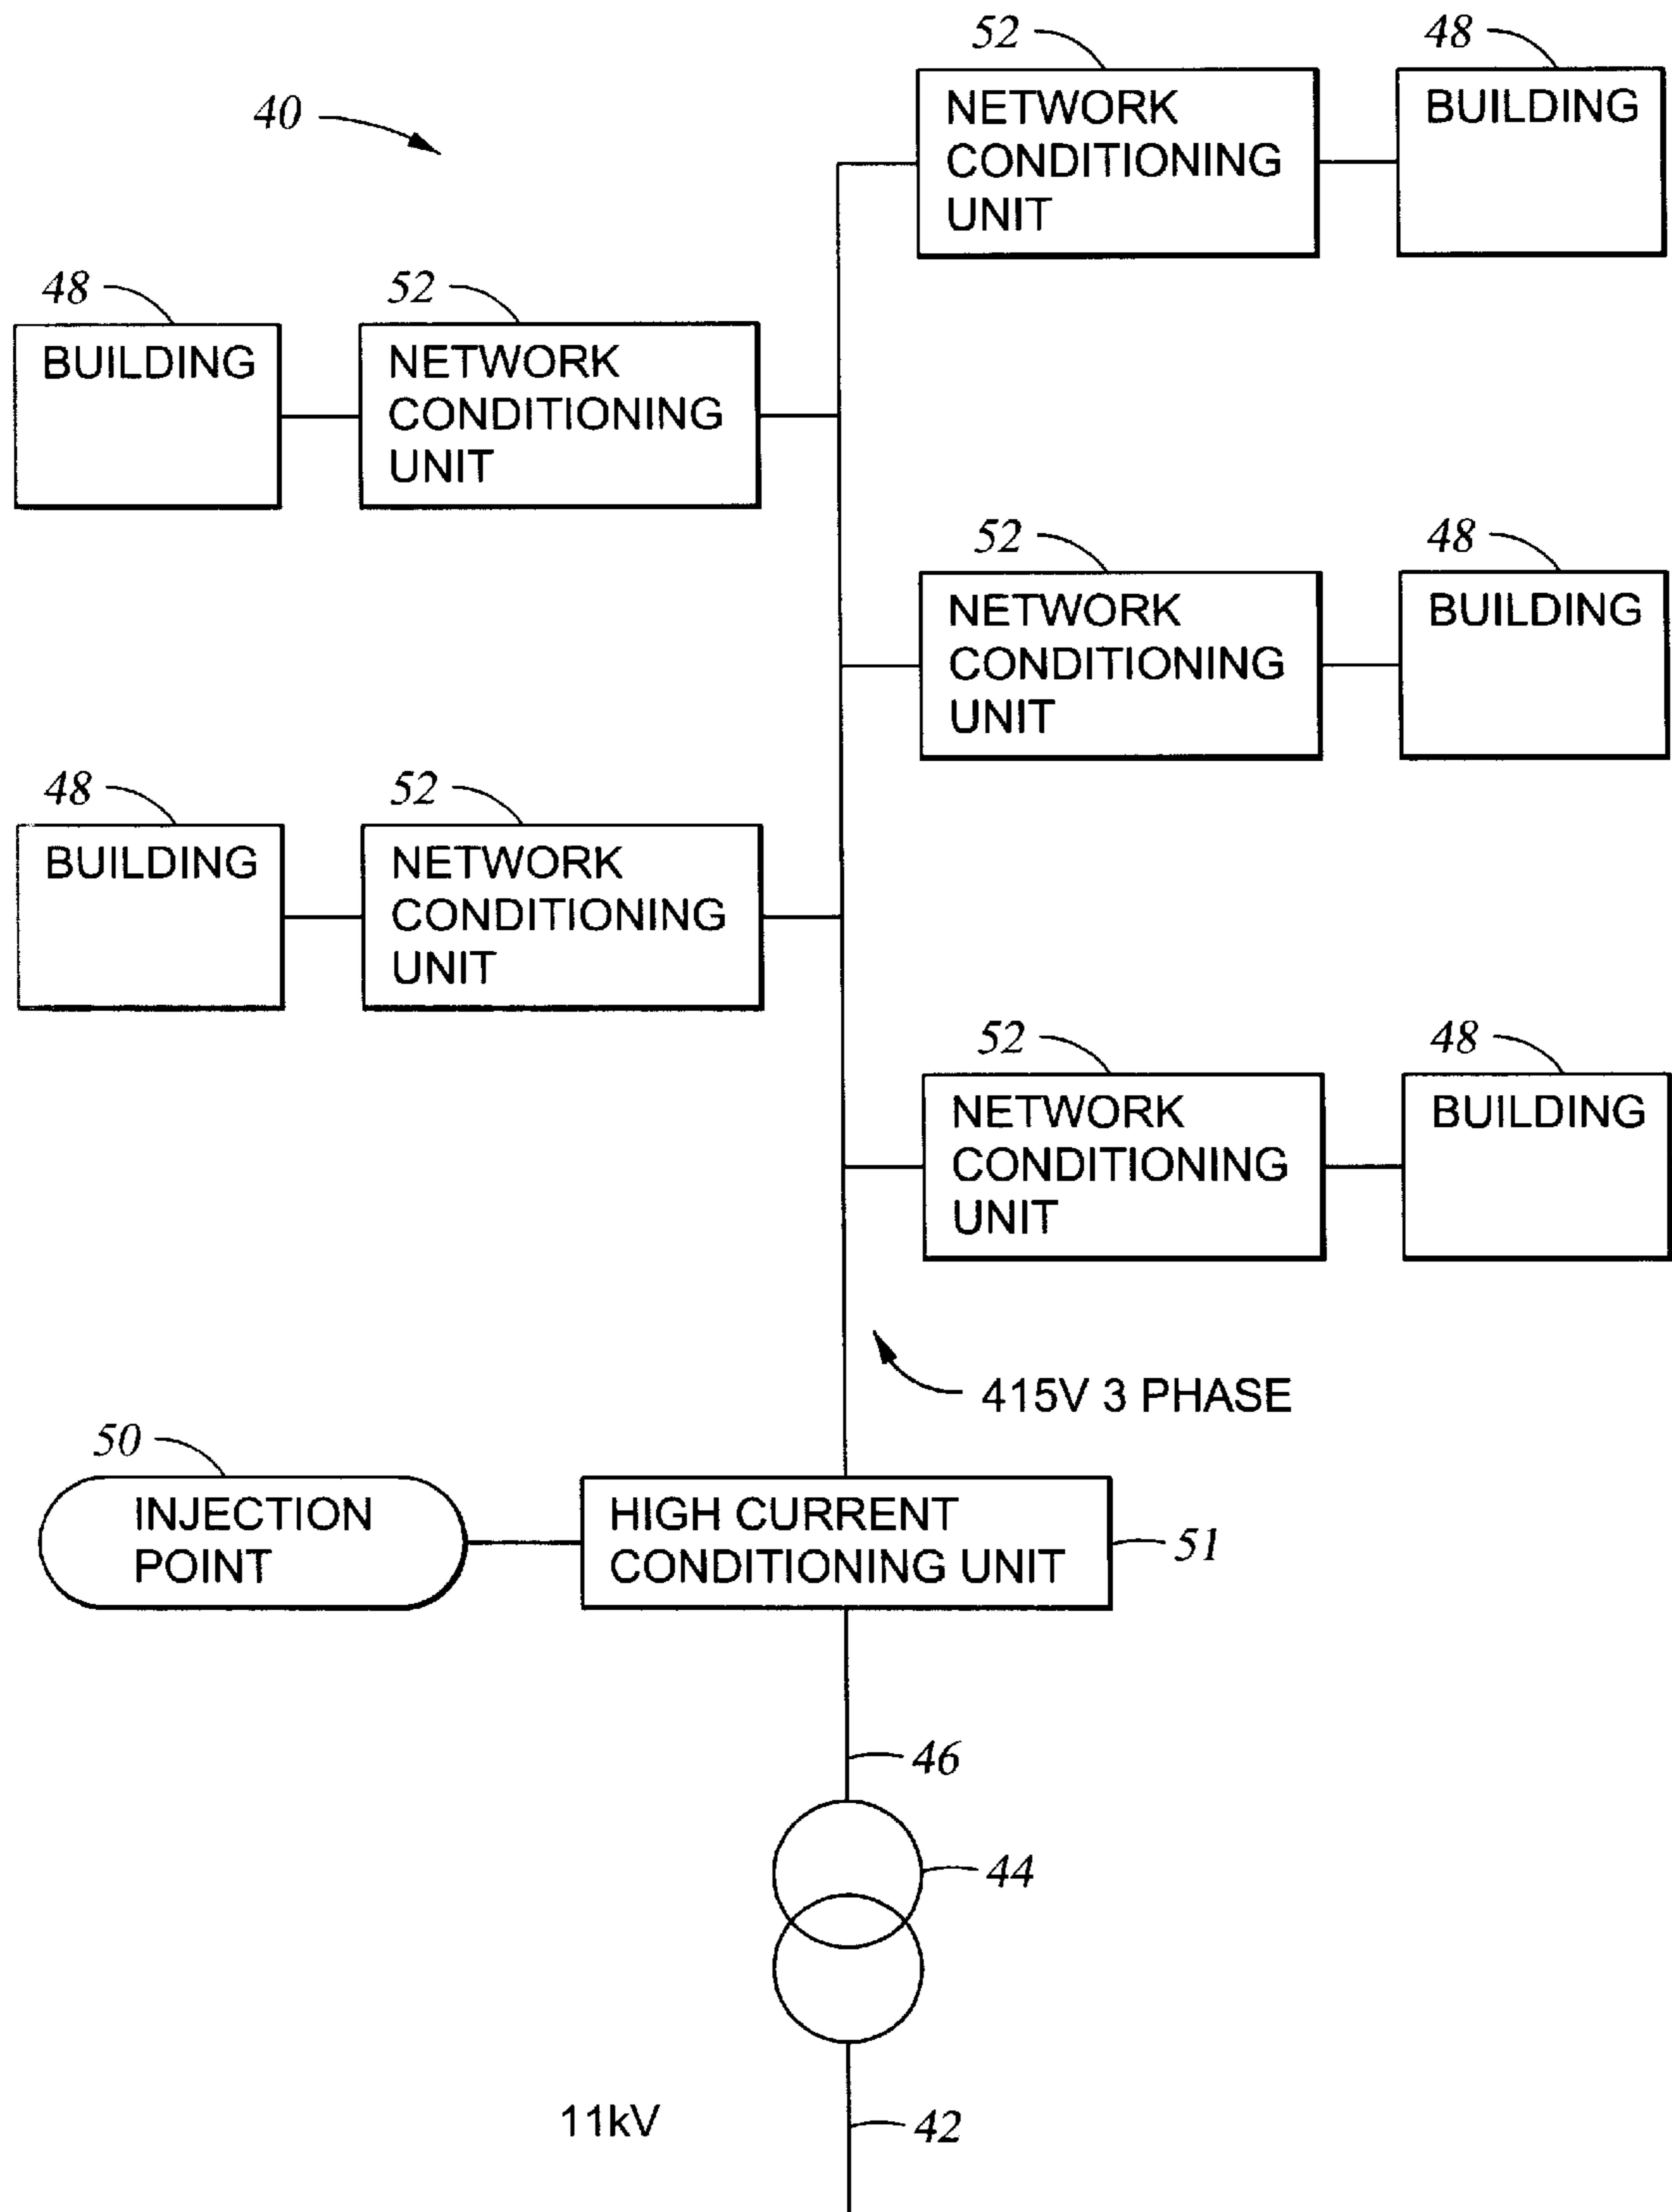 52
48
40
NETWORK
CONDITIONING
UNIT
BUILDING
48
52
BUILDING
NETWORK
CONDITIONING
UNIT
52
48
NETWORK
CONDITIONING
UNIT
BUILDING
48
52
BUILDING
NETWORK
CONDITIONING
UNIT
52
48
NETWORK
CONDITIONING
UNIT
BUILDING
415V 3 PHASE
50
INJECTION
POINT
HIGH CURRENT
CONDITIONING UNIT
51
46
44
11kV
42